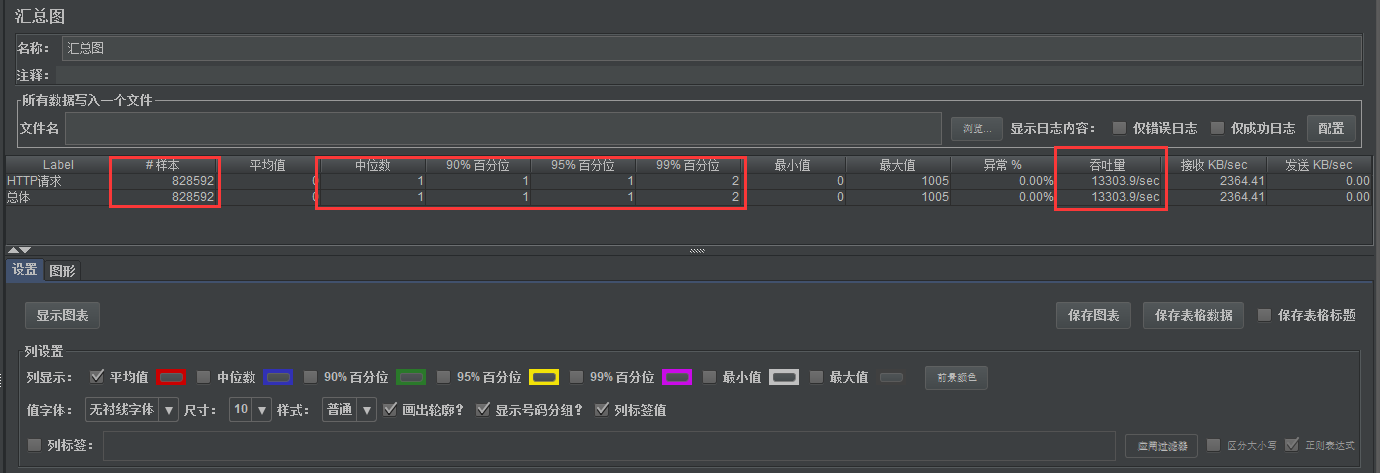 汇总图
名称： 汇总图
注释：
所有数据写入一个文件
文件名 浏览... 显示日志内容： 仅错误日志 仅成功日志 配置
Label # 样本 平均值 中位数 90% 百分位 95% 百分位 99% 百分位 最小值 最大值 异常 % 吞吐量 接收 KB/sec 发送 KB/sec
HTTP请求 828592 0 1 1 1 2 0 1005 0.00% 13303.9/sec 2364.41 0.00
总体 828592 0 1 1 1 2 0 1005 0.00% 13303.9/sec 2364.41 0.00
设置 图形
显示图表 保存图表 保存表格数据 保存表格标题
列设置
列显示： 平均值 中位数 90% 百分位 95% 百分位 99% 百分位 最小值 最大值 前景颜色
值字体： 无衬线字体 尺寸： 10 样式： 普通 画出轮廓? 显示号码分组? 列标签值
列标签： 应用过滤器 区分大小写 正则表达式